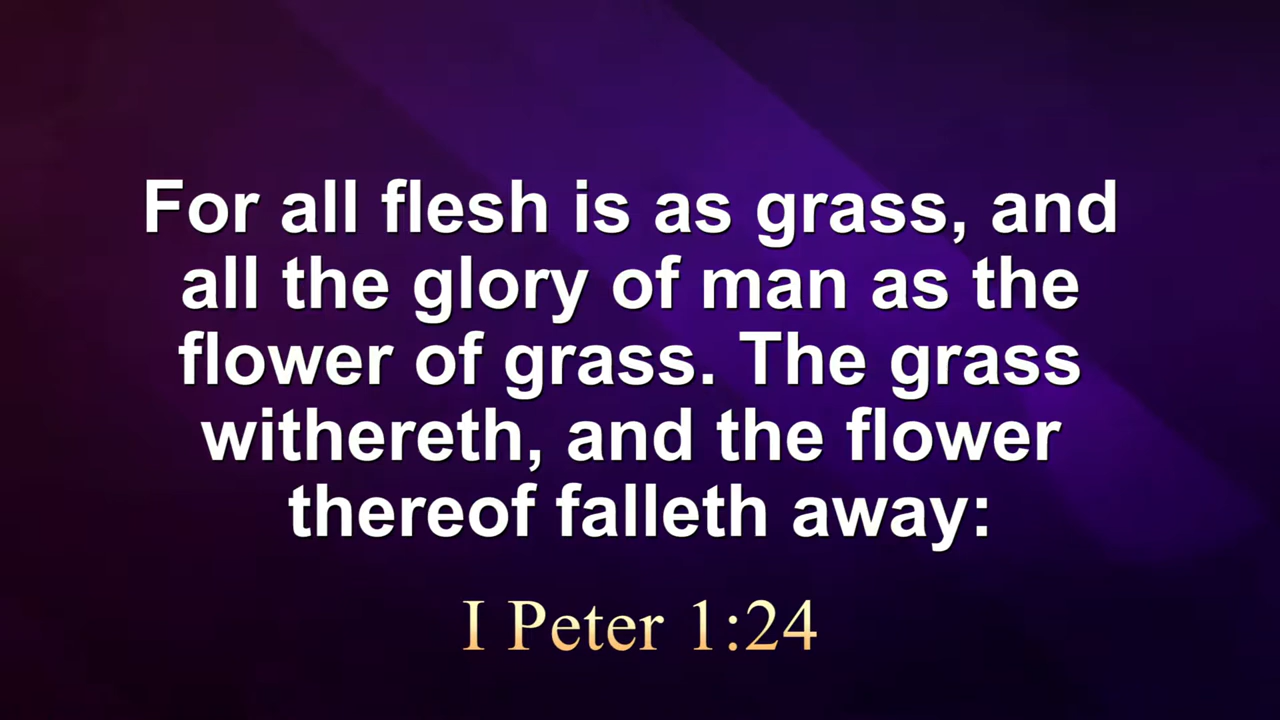 For all flesh is as grass, and
all the glory of man as the
flower of grass. The grass
withereth, and the flower
thereof falleth away:
I Peter 1:24